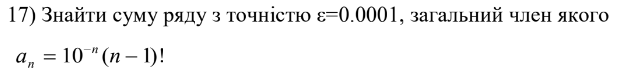 17) Знайти суму ряду з точністю ε=0.0001, загальний член якого
aₙ = 10⁻ⁿ(n − 1)!